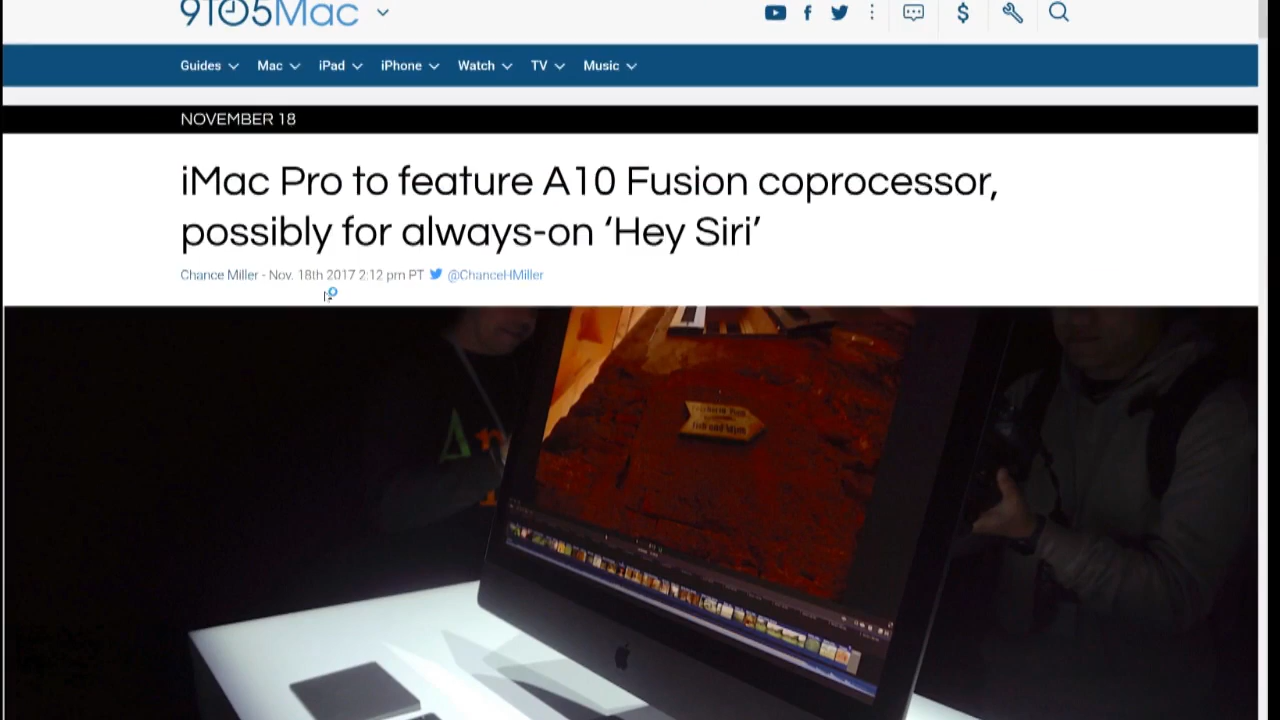 9TO5Mac
Guides Mac iPad iPhone Watch TV Music
NOVEMBER 18
iMac Pro to feature A10 Fusion coprocessor,
possibly for always-on ‘Hey Siri’
Chance Miller - Nov. 18th 2017 2:12 pm PT @ChanceHMiller